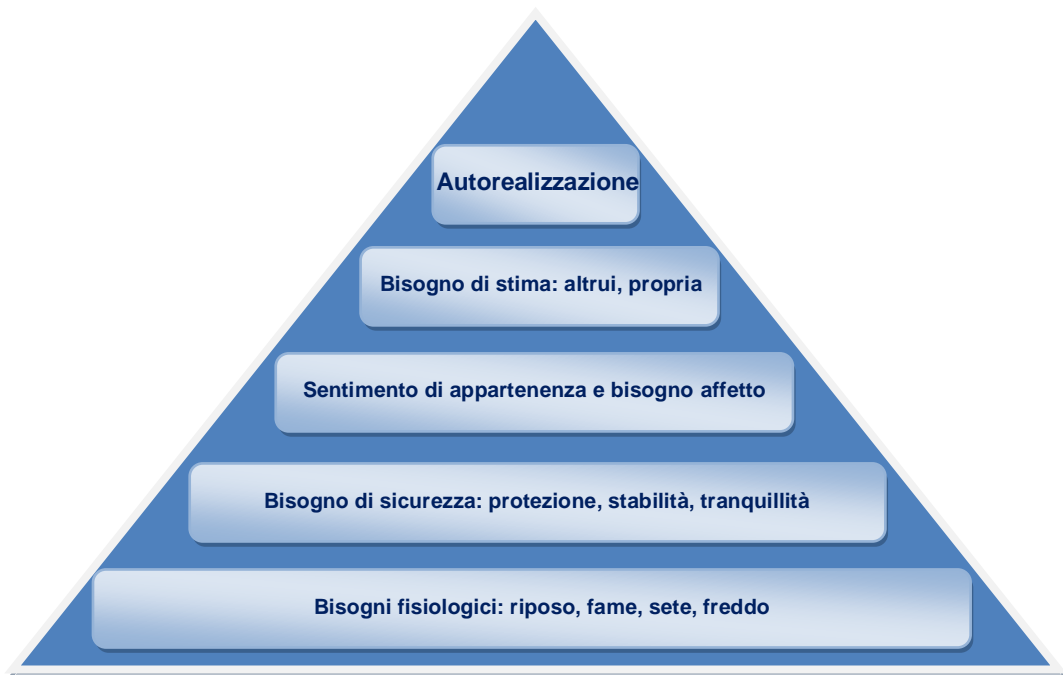 Autorealizzazione
Bisogno di stima: altrui, propria
Sentimento di appartenenza e bisogno affetto
Bisogno di sicurezza: protezione, stabilità, tranquillità
Bisogni fisiologici: riposo, fame, sete, freddo